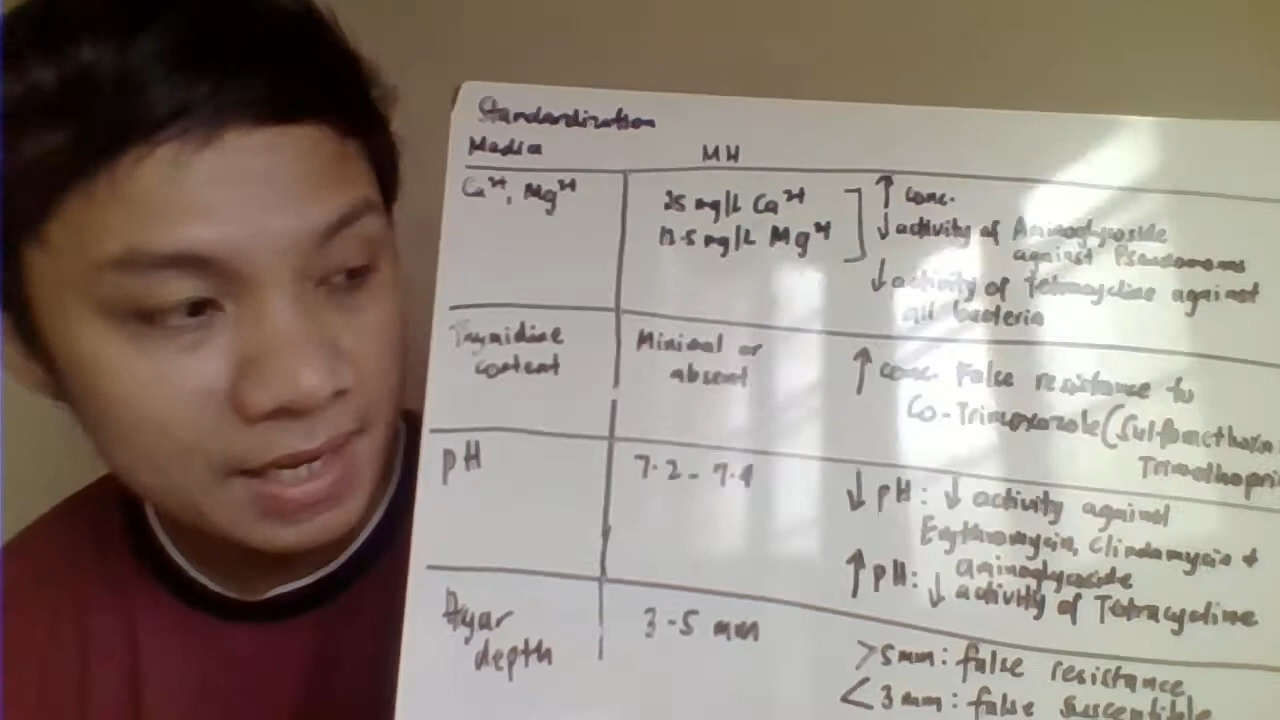 Standardization
Media MH
Ca²⁺, Mg²⁺
25 mg/L Ca²⁺
12.5 mg/L Mg²⁺
↑ conc.
↓ activity of Aminoglycoside
against Pseudomonas
↓ activity of Tetracycline against
all bacteria
Thymidine
content
Minimal or
absent
↑ conc. False resistance to
Co-Trimoxazole (Sulfamethoxa
Trimethopri
pH
7.2 - 7.4
↓ pH: ↓ activity against
Erythromycin, Clindamycin +
aminoglycoside
↑ pH: ↓ activity of Tetracycline
Agar
depth
3-5 mm
>5mm: false resistance
<3mm: false susceptible